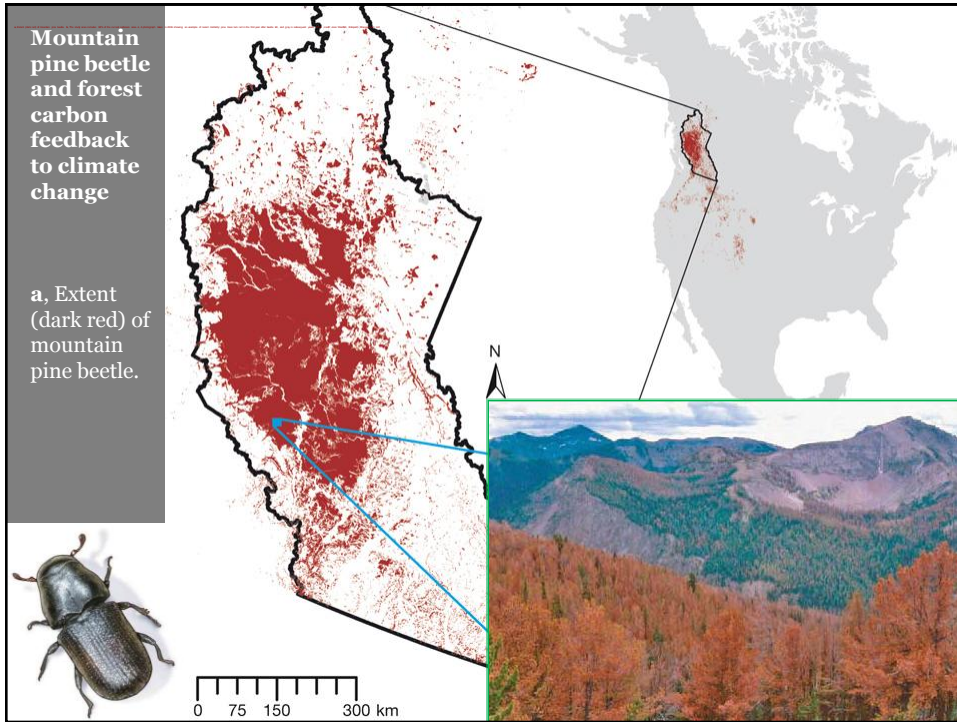 Mountain
pine beetle
and forest
carbon
feedback
to climate
change
a, Extent
(dark red) of
mountain
pine beetle.
N
0 75 150 300 km